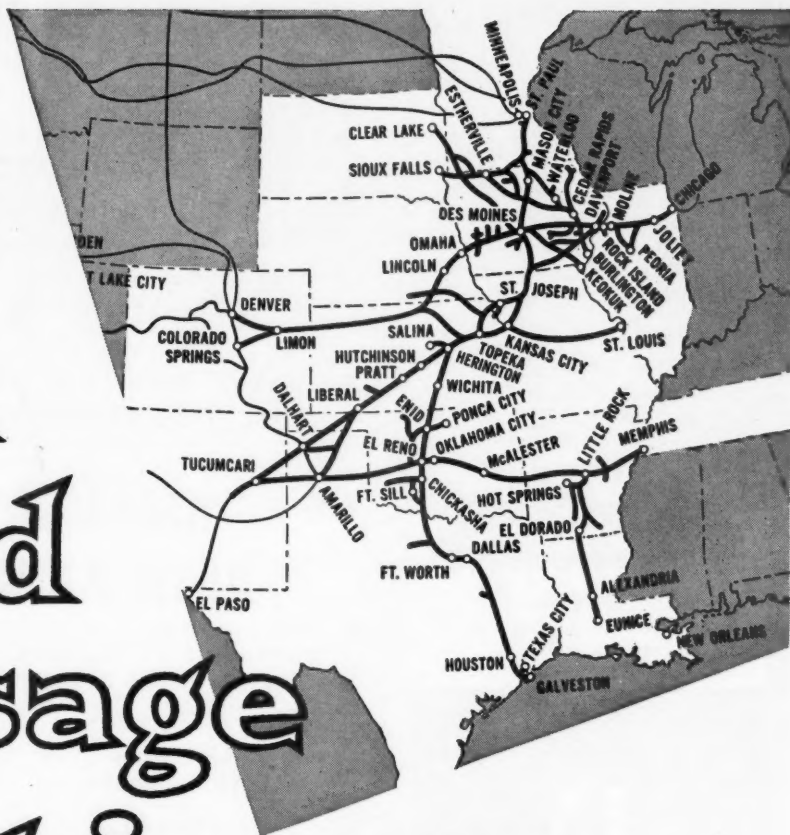 MINNEAPOLIS
ST. PAUL
ESTHERVILLE
MASON CITY
WATERLOO
CEDAR RAPIDS
DAVENPORT
MOLINE
CHICAGO
CLEAR LAKE
SIOUX FALLS
DES MOINES
JOLIET
PEORIA
OMAHA
ROCK ISLAND
BURLINGTON
KEOKUK
LINCOLN
T LAKE CITY
DENVER
ST. JOSEPH
COLORADO
SPRINGS
LIMON
SALINA
KANSAS CITY
ST. LOUIS
TOPEKA
HUTCHINSON
HERINGTON
PRATT
WICHITA
LIBERAL
ENID
PONCA CITY
DALHART
EL RENO
OKLAHOMA CITY
LITTLE ROCK
MEMPHIS
McALESTER
TUCUMCARI
AMARILLO
FT. SILL
CHICKASHA
HOT SPRINGS
EL DORADO
DALLAS
FT. WORTH
EL PASO
ALEXANDRIA
EUNICE
NEW ORLEANS
TEXAS CITY
HOUSTON
GALVESTON
d
sage